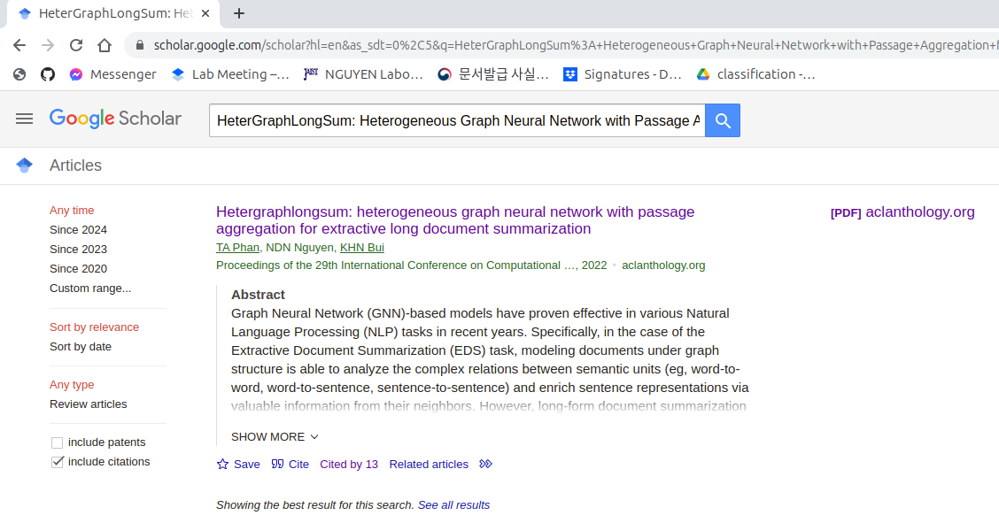 HeterGraphLongSum: Het
scholar.google.com/scholar?hl=en&as_sdt=0%2C5&q=HeterGraphLongSum%3A+Heterogeneous+Graph+Neural+Network+with+Passage+Aggregation+f
Messenger Lab Meeting –... JAIST NGUYEN Labo... 문서발급 사실... Signatures - D... classification -...
Google Scholar
HeterGraphLongSum: Heterogeneous Graph Neural Network with Passage A
Articles
Any time
Since 2024
Since 2023
Since 2020
Custom range...
Sort by relevance
Sort by date
Any type
Review articles
include patents
include citations
Hetergraphlongsum: heterogeneous graph neural network with passage
aggregation for extractive long document summarization
TA Phan, NDN Nguyen, KHN Bui
Proceedings of the 29th International Conference on Computational …, 2022 • aclanthology.org
Abstract
Graph Neural Network (GNN)-based models have proven effective in various Natural
Language Processing (NLP) tasks in recent years. Specifically, in the case of the
Extractive Document Summarization (EDS) task, modeling documents under graph
structure is able to analyze the complex relations between semantic units (eg, word-to-
word, word-to-sentence, sentence-to-sentence) and enrich sentence representations via
valuable information from their neighbors. However, long-form document summarization
SHOW MORE
Save Cite Cited by 13 Related articles
Showing the best result for this search. See all results
[PDF] aclanthology.org